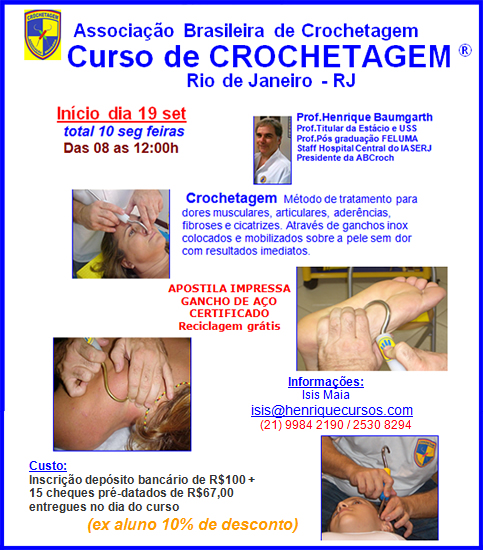 CROCHETAGEM
Associação Brasileira de Crochetagem
Curso de CROCHETAGEM ®
Rio de Janeiro - RJ
Início dia 19 set
total 10 seg feiras
Das 08 as 12:00h
Prof.Henrique Baumgarth
Prof.Titular da Estácio e USS
Prof.Pós graduação FELUMA
Staff Hospital Central do IASERJ
Presidente da ABCroch
Crochetagem Método de tratamento para
dores musculares, articulares, aderências,
fibroses e cicatrizes. Através de ganchos inox
colocados e mobilizados sobre a pele sem dor
com resultados imediatos.
APOSTILA IMPRESSA
GANCHO DE AÇO
CERTIFICADO
Reciclagem grátis
Informações:
Isis Maia
isis@henriquecursos.com
(21) 9984 2190 / 2530 8294
Custo:
Inscrição depósito bancário de R$100 +
15 cheques pré-datados de R$67,00
entregues no dia do curso
(ex aluno 10% de desconto)